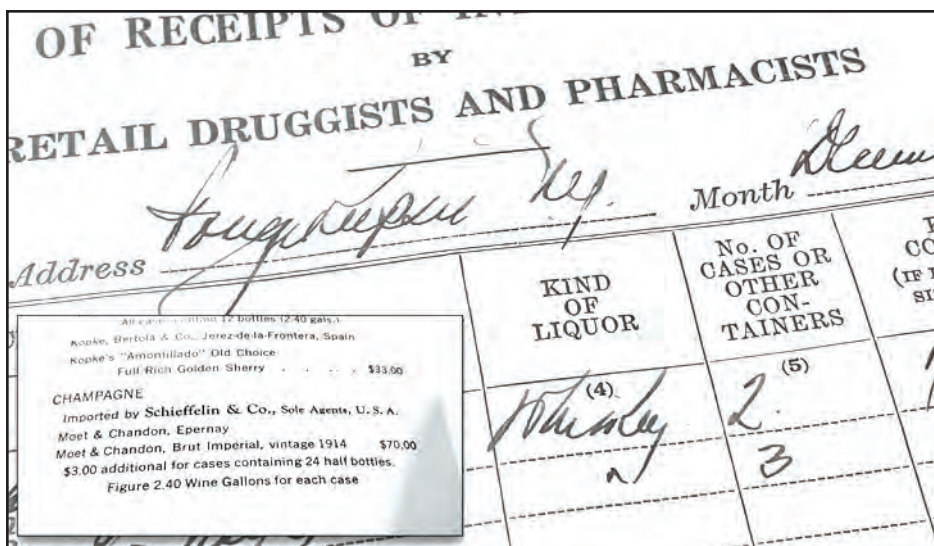 OF RECEIPTS OF
BY
RETAIL DRUGGISTS AND PHARMACISTS
Address Poughkeepsie N.Y. Month
KIND OF LIQUOR
No. OF CASES OR OTHER CON-TAINERS
(4) (5)
Whiskey 2
" 3
All cases contain 12 bottles (2.40 gals.)
Kopke, Bertola & Co., Jerez-de-la-Frontera, Spain
Kopke's "Amontillado" Old Choice
Full Rich Golden Sherry . . . . $33.00
CHAMPAGNE
Imported by Schieffelin & Co., Sole Agents, U. S. A.
Moet & Chandon, Epernay
Moet & Chandon, Brut Imperial, vintage 1914 $70.00
$3.00 additional for cases containing 24 half bottles.
Figure 2.40 Wine Gallons for each case